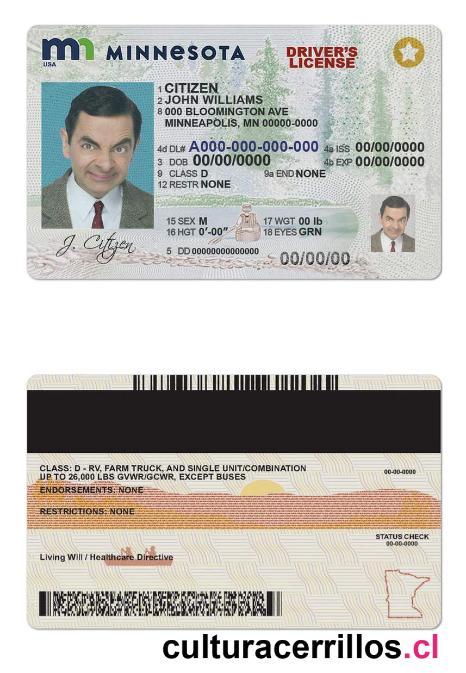 mn MINNESOTA
USA
DRIVER'S
LICENSE
1 CITIZEN
2 JOHN WILLIAMS
8 000 BLOOMINGTON AVE
MINNEAPOLIS, MN 00000-0000
4d DL# A000-000-000-000 4a ISS 00/00/0000
3 DOB 00/00/0000 4b EXP 00/00/0000
9 CLASS D 9a END NONE
12 RESTR NONE
15 SEX M 17 WGT 00 lb
16 HGT 0'-00" 18 EYES GRN
J. Citizen
5 DD 00000000000000 00/00/00
CLASS: D - RV, FARM TRUCK, AND SINGLE UNIT/COMBINATION
UP TO 26,000 LBS GVWR/GCWR, EXCEPT BUSES
00-00-0000
ENDORSEMENTS: NONE
RESTRICTIONS: NONE
STATUS CHECK
00-00-0000
Living Will / Healthcare Directive
culturacerrillos.cl